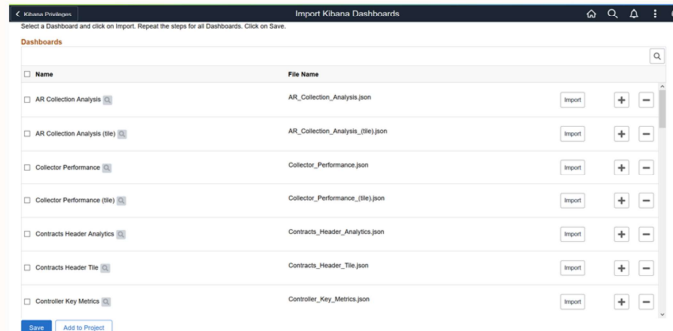 Kibana Privileges
Import Kibana Dashboards
Select a Dashboard and click on Import. Repeat the steps for all Dashboards. Click on Save.
Dashboards
Name File Name
AR Collection Analysis AR_Collection_Analysis.json Import
AR Collection Analysis (tile) AR_Collection_Analysis_(tile).json Import
Collector Performance Collector_Performance.json Import
Collector Performance (tile) Collector_Performance_(tile).json Import
Contracts Header Analytics Contracts_Header_Analytics.json Import
Contracts Header Tile Contracts_Header_Tile.json Import
Controller Key Metrics Controller_Key_Metrics.json Import
Save Add to Project